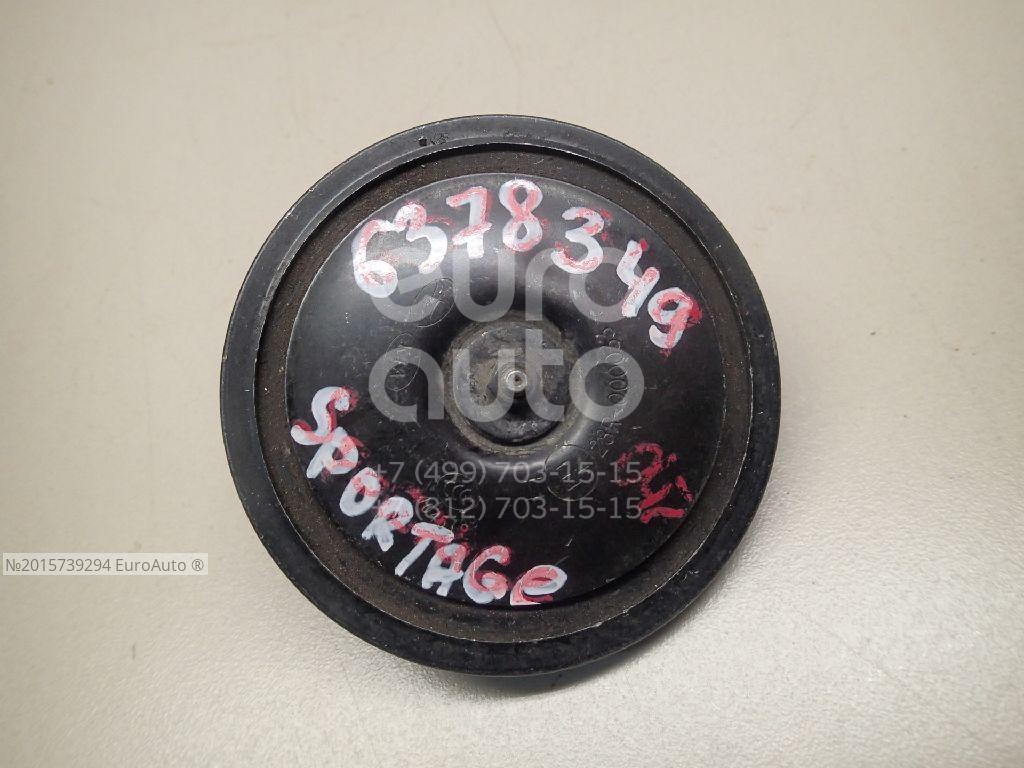 6378349
euro
auto
SPORTAGe
+7 (499) 703-15-15
+7 (812) 703-15-15
№2015739294 EuroAuto ®